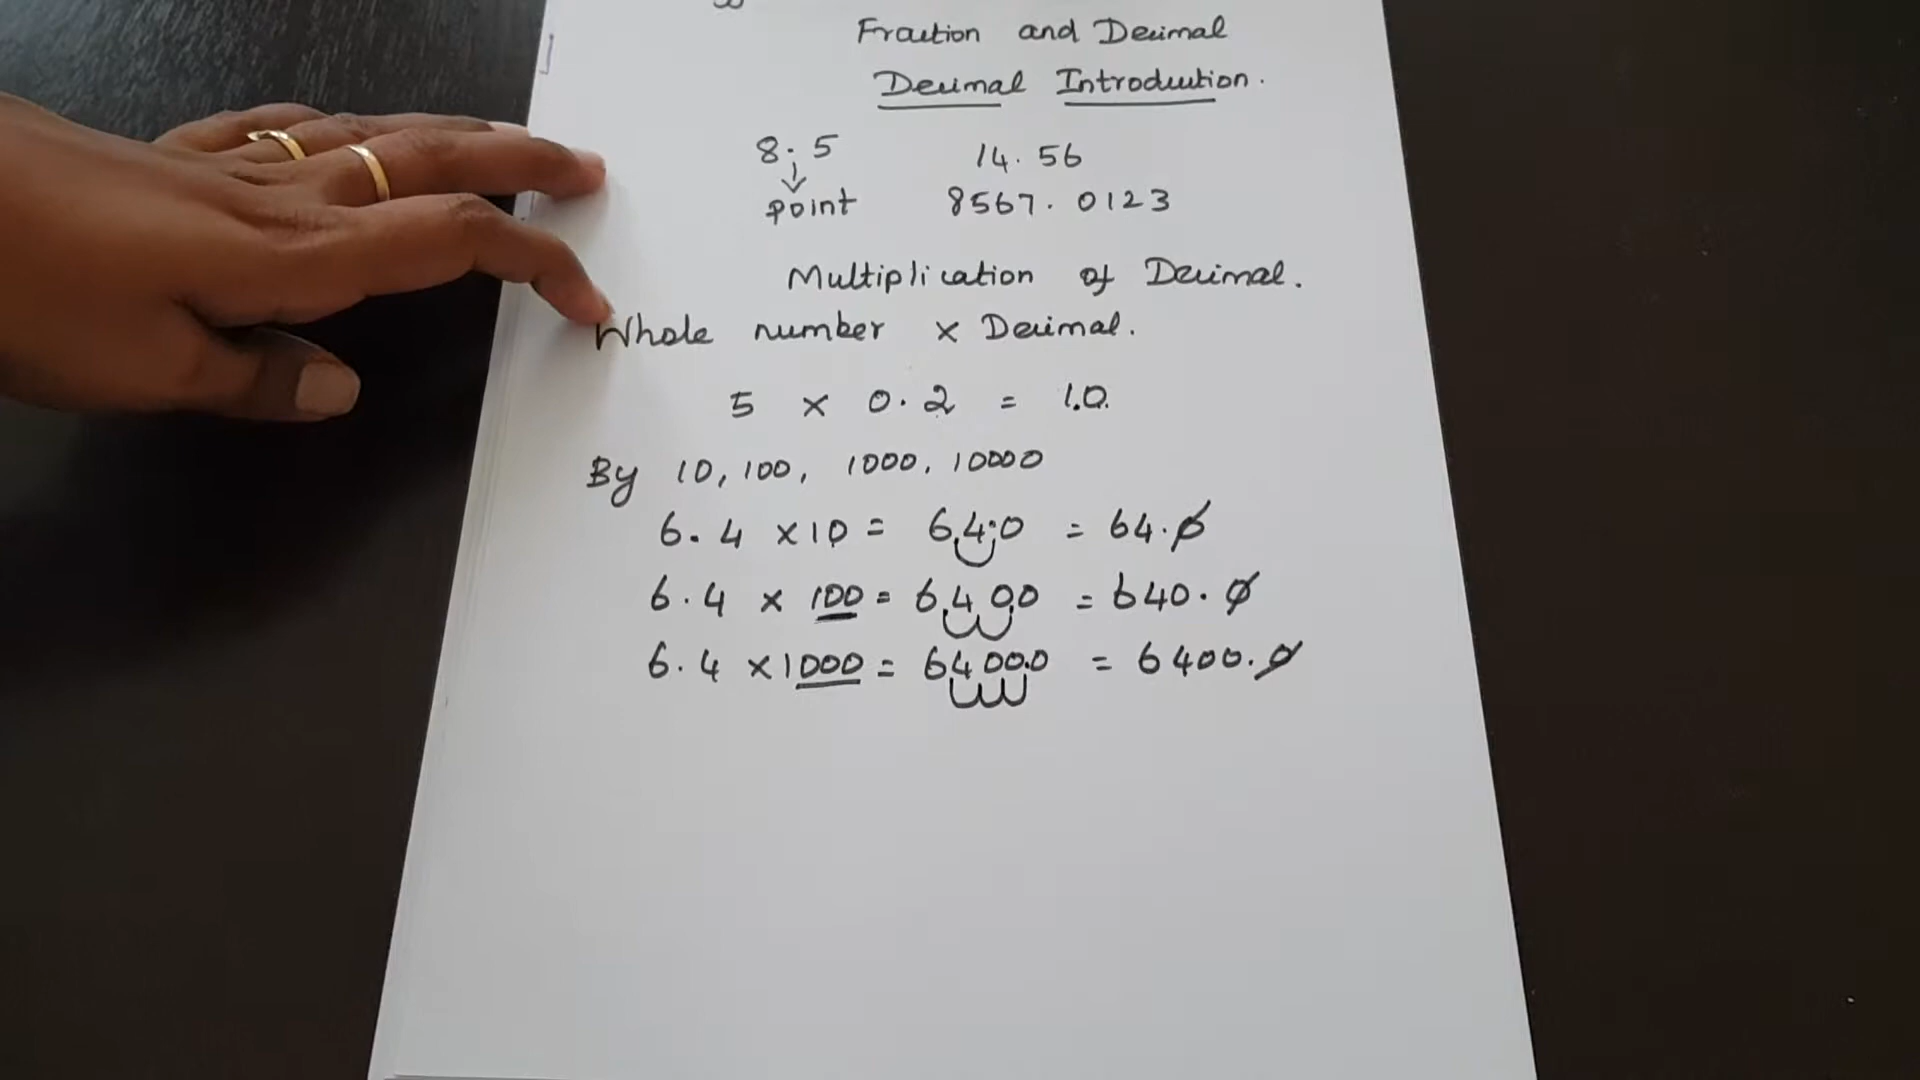 Fraction and Decimal
Decimal Introduction.
8.5 14.56
point 8567.0123
Multiplication of Decimal.
Whole number × Decimal.
5 × 0.2 = 1.0.
By 10, 100, 1000, 10000
6.4 × 10 = 64.0 = 64.0
6.4 × 100 = 640.0 = 640.0
6.4 × 1000 = 6400.0 = 6400.0